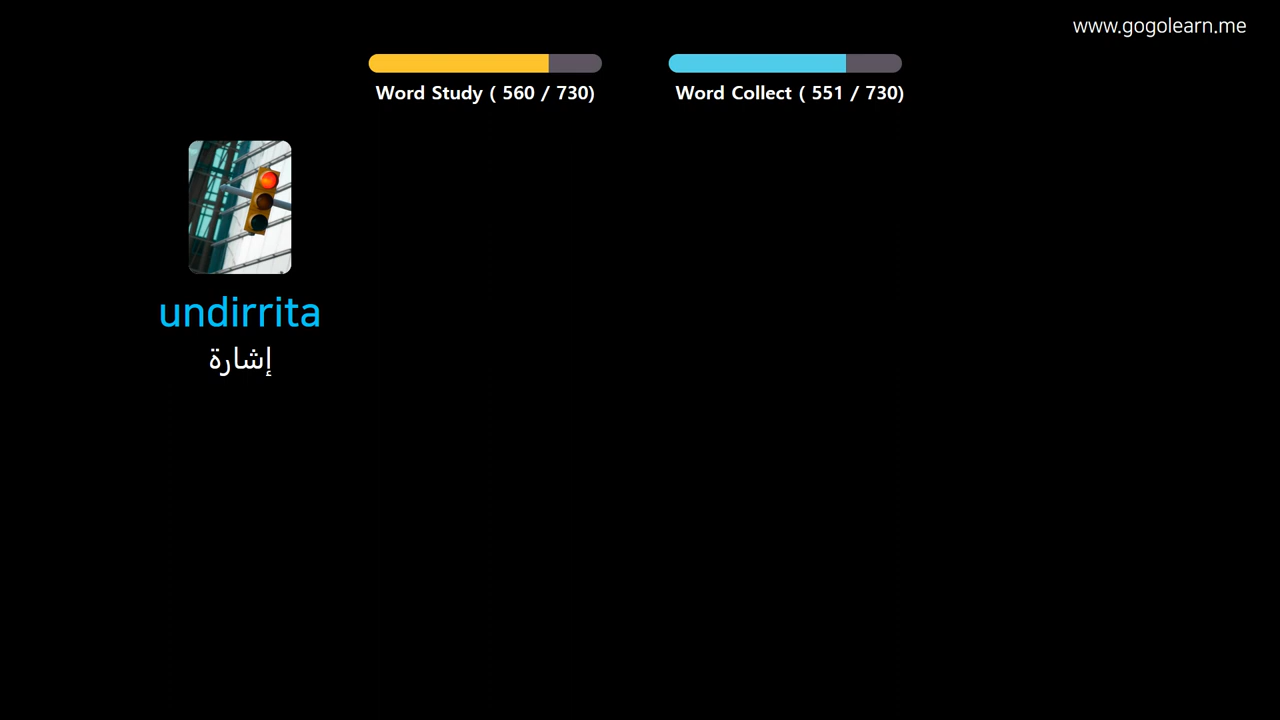 www.gogolearn.me
Word Study ( 560 / 730)
Word Collect ( 551 / 730)
undirrita
إشارة